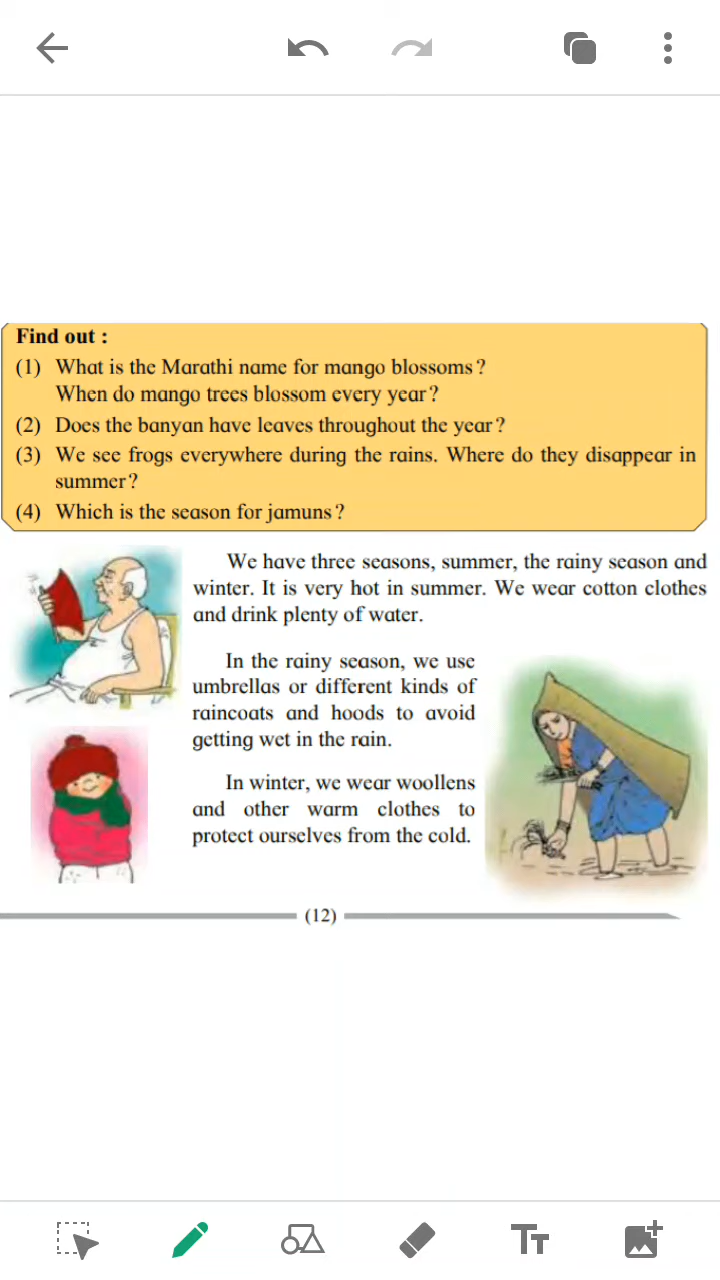 Find out :
(1) What is the Marathi name for mango blossoms?
When do mango trees blossom every year?
(2) Does the banyan have leaves throughout the year?
(3) We see frogs everywhere during the rains. Where do they disappear in
summer?
(4) Which is the season for jamuns?
We have three seasons, summer, the rainy season and
winter. It is very hot in summer. We wear cotton clothes
and drink plenty of water.
In the rainy season, we use
umbrellas or different kinds of
raincoats and hoods to avoid
getting wet in the rain.
In winter, we wear woollens
and other warm clothes to
protect ourselves from the cold.
(12)
TT